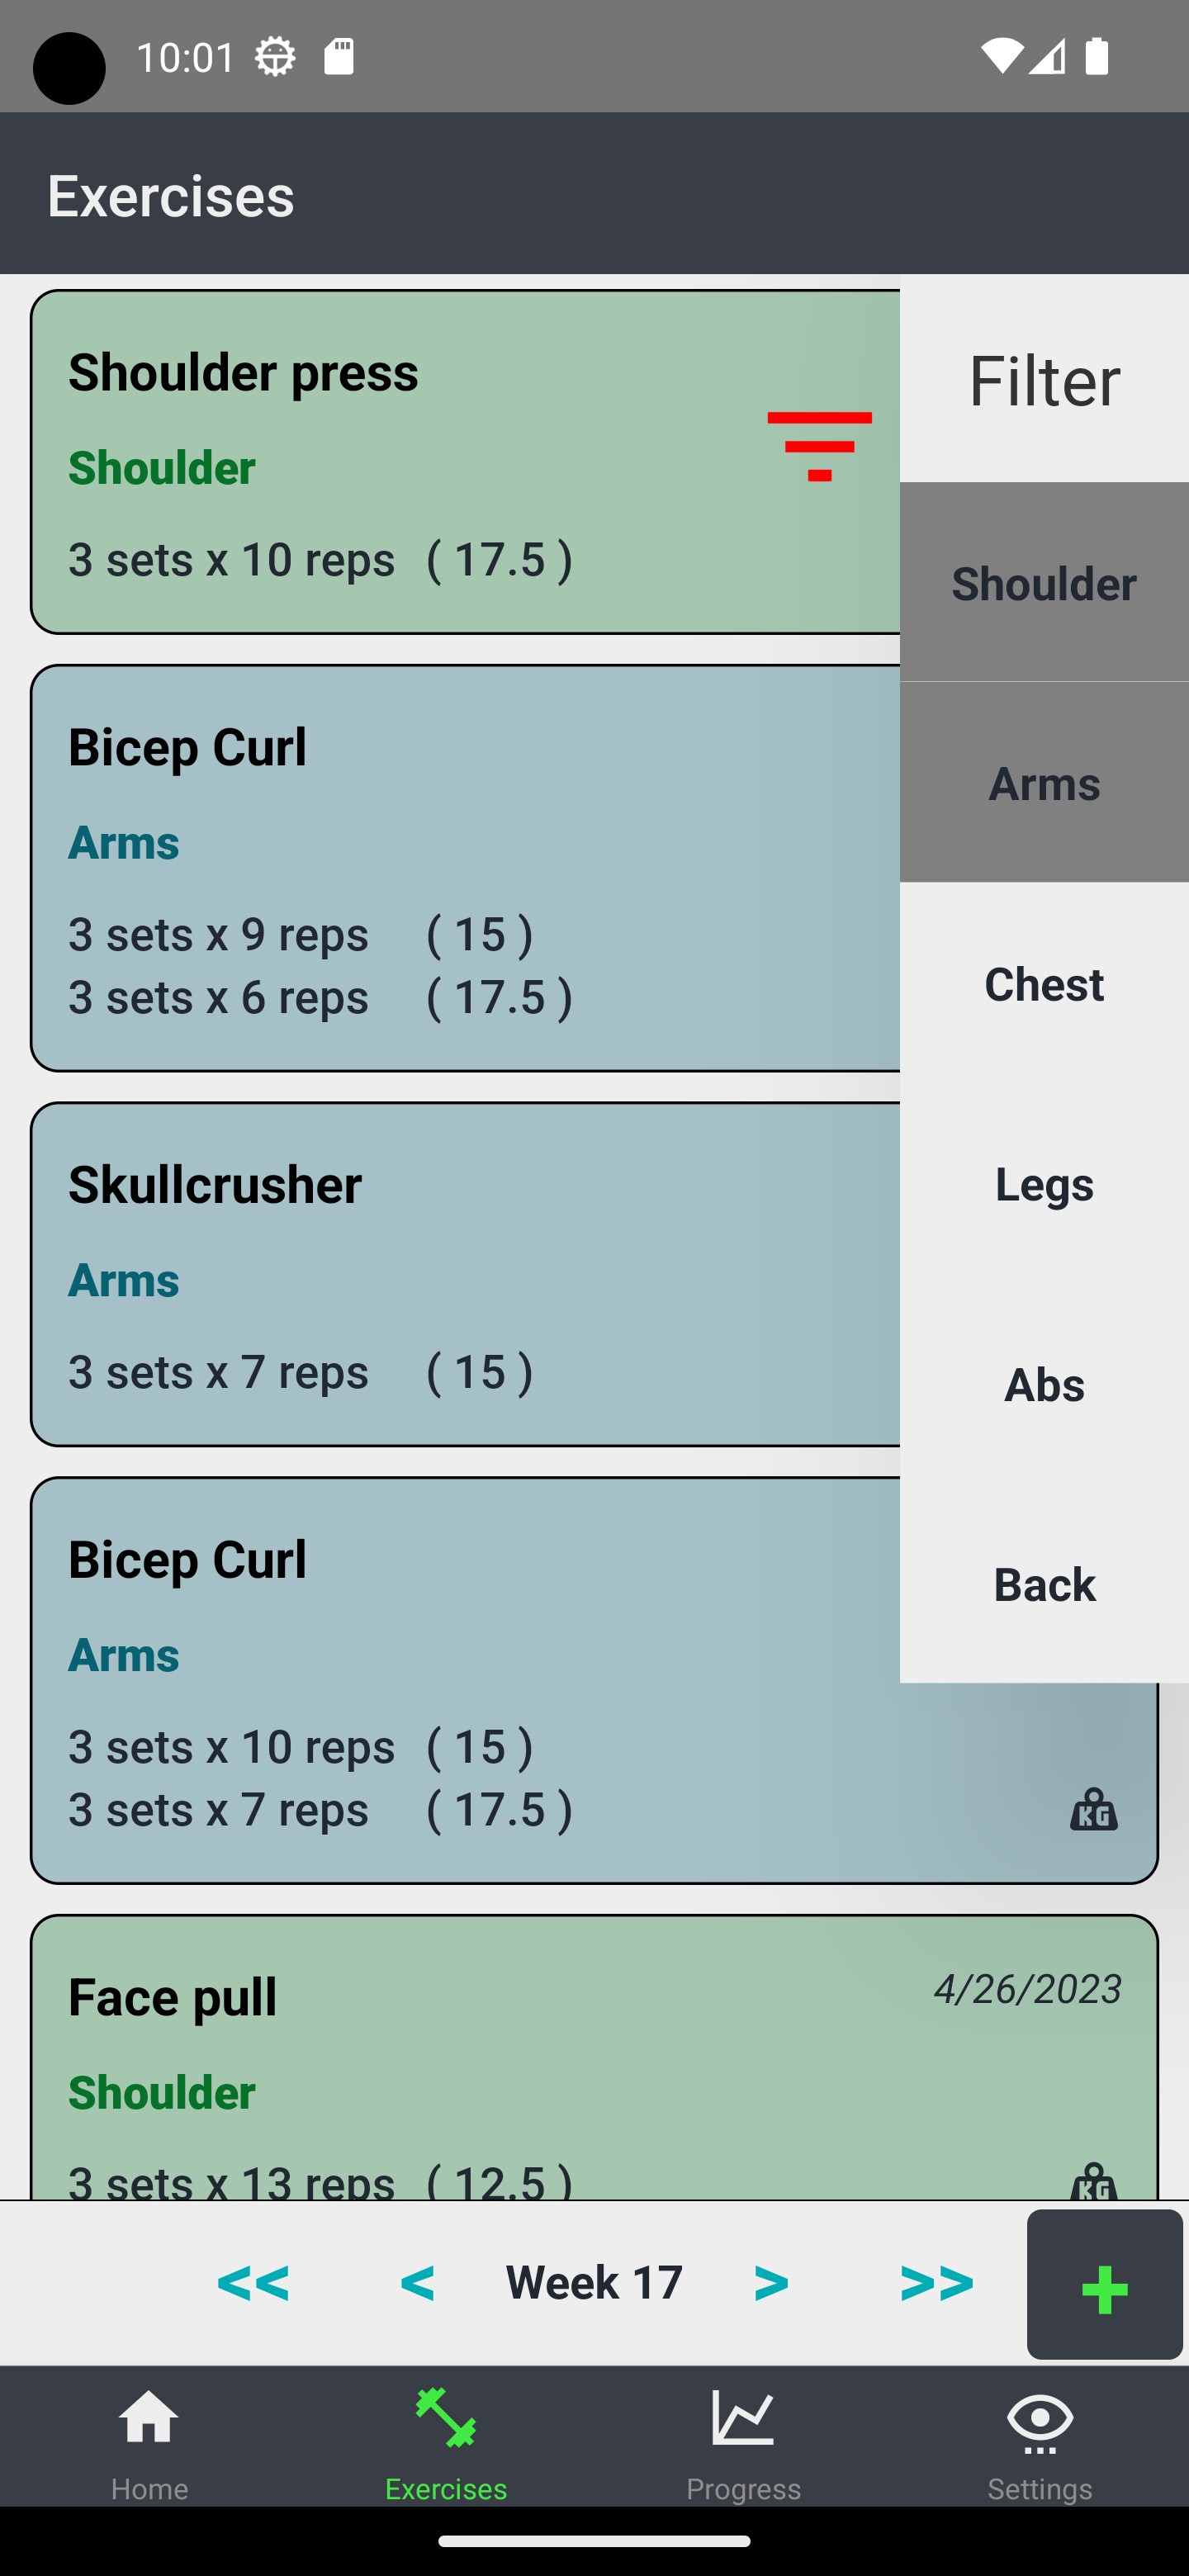 10:01
Exercises
Shoulder press
Shoulder
3 sets x 10 reps ( 17.5 )
Bicep Curl
Arms
3 sets x 9 reps ( 15 )
3 sets x 6 reps ( 17.5 )
Skullcrusher
Arms
3 sets x 7 reps ( 15 )
Bicep Curl
Arms
3 sets x 10 reps ( 15 )
3 sets x 7 reps ( 17.5 )
KG
Face pull
4/26/2023
Shoulder
3 sets x 13 reps ( 12.5 )
KG
Filter
Shoulder
Arms
Chest
Legs
Abs
Back
<< < Week 17 > >>
+
Home
Exercises
Progress
Settings